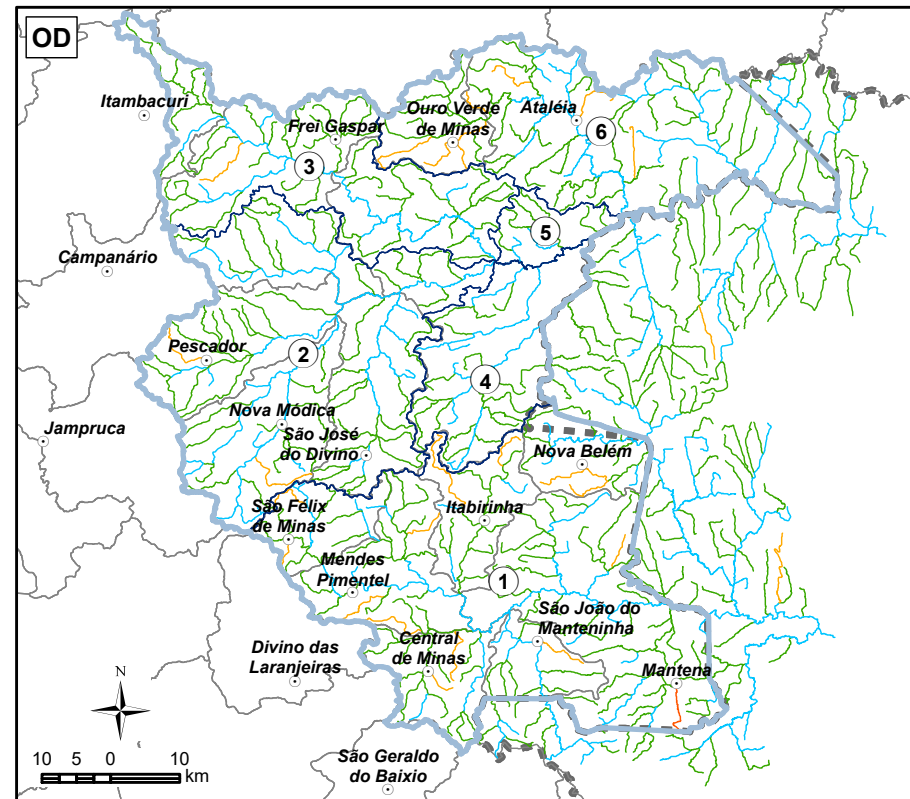 OD
Itambacuri
Frei Gaspar
Ouro Verde
de Minas
Ataléia
6
3
5
Campanário
Pescador
2
4
Nova Módica
Jampruca
São José
do Divino
Nova Belém
São Félix
de Minas
Itabirinha
Mendes
Pimentel
1
São João do
Manteninha
Divino das
Laranjeiras
Central
de Minas
Mantena
N
São Geraldo
do Baixio
10 5 0 10
km